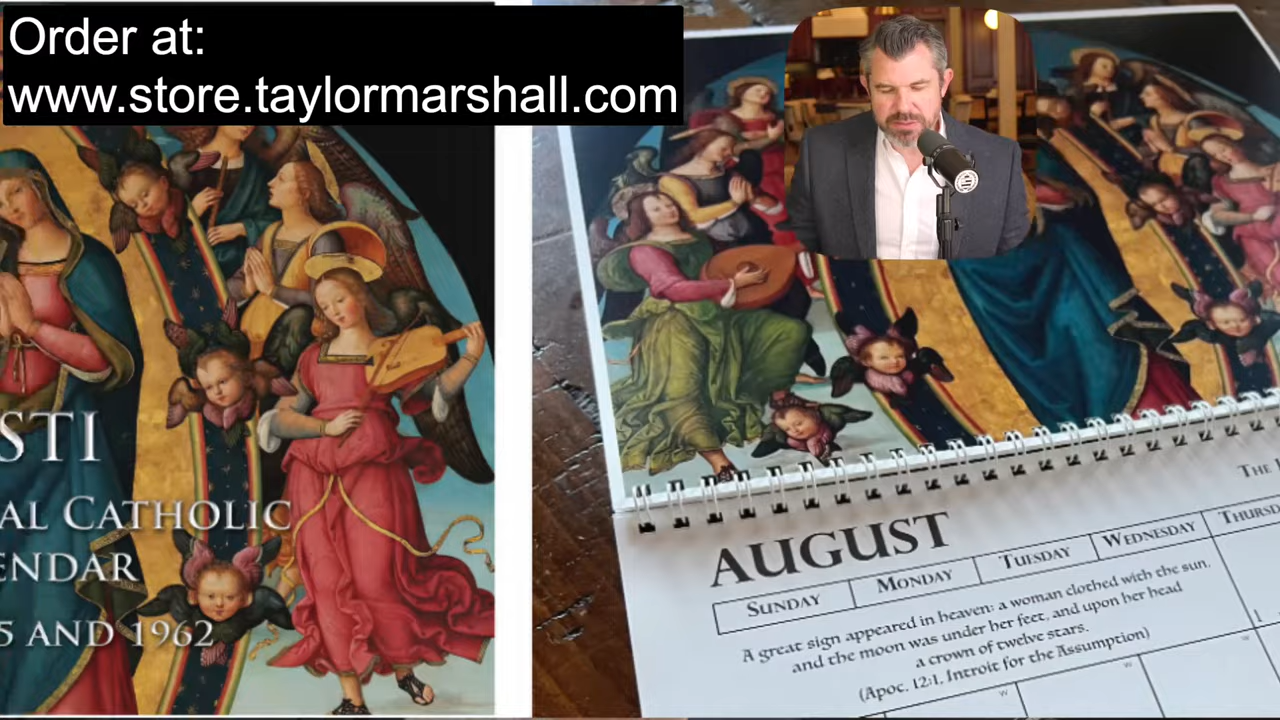 Order at:
www.store.taylormarshall.com
STI
AL CATHOLIC
ENDAR
5 AND 1962
AUGUST
THE
SUNDAY MONDAY TUESDAY WEDNESDAY THURSD
A great sign appeared in heaven: a woman clothed with the sun,
and the moon was under her feet, and upon her head
a crown of twelve stars.
(Apoc. 12:1, Introit for the Assumption)
W W W